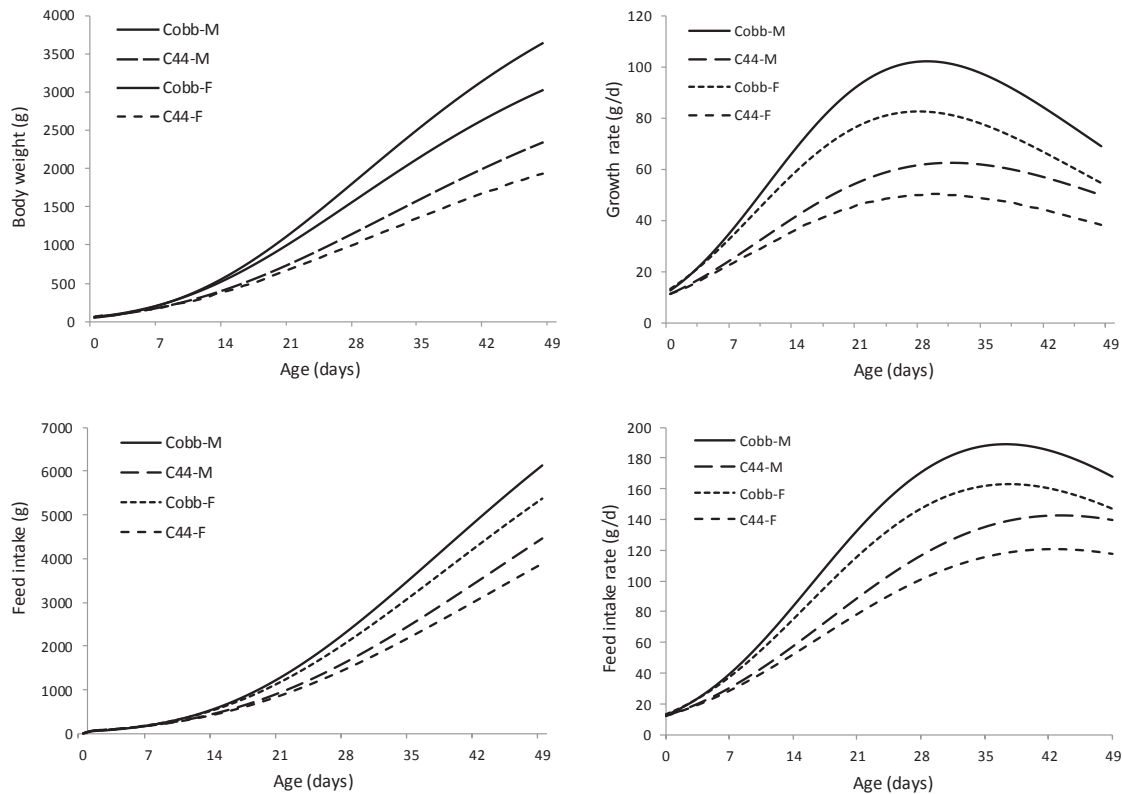 4000
3500
3000
2500
2000
1500
1000
500
0
Body weight (g)
Cobb-M
C44-M
Cobb-F
C44-F
0 7 14 21 28 35 42 49
Age (days)
120
100
80
60
40
20
0
Growth rate (g/d)
Cobb-M
C44-M
Cobb-F
C44-F
0 7 14 21 28 35 42 49
Age (days)
7000
6000
5000
4000
3000
2000
1000
0
Feed intake (g)
Cobb-M
C44-M
Cobb-F
C44-F
0 7 14 21 28 35 42 49
Age (days)
200
180
160
140
120
100
80
60
40
20
0
Feed intake rate (g/d)
Cobb-M
C44-M
Cobb-F
C44-F
0 7 14 21 28 35 42 49
Age (days)